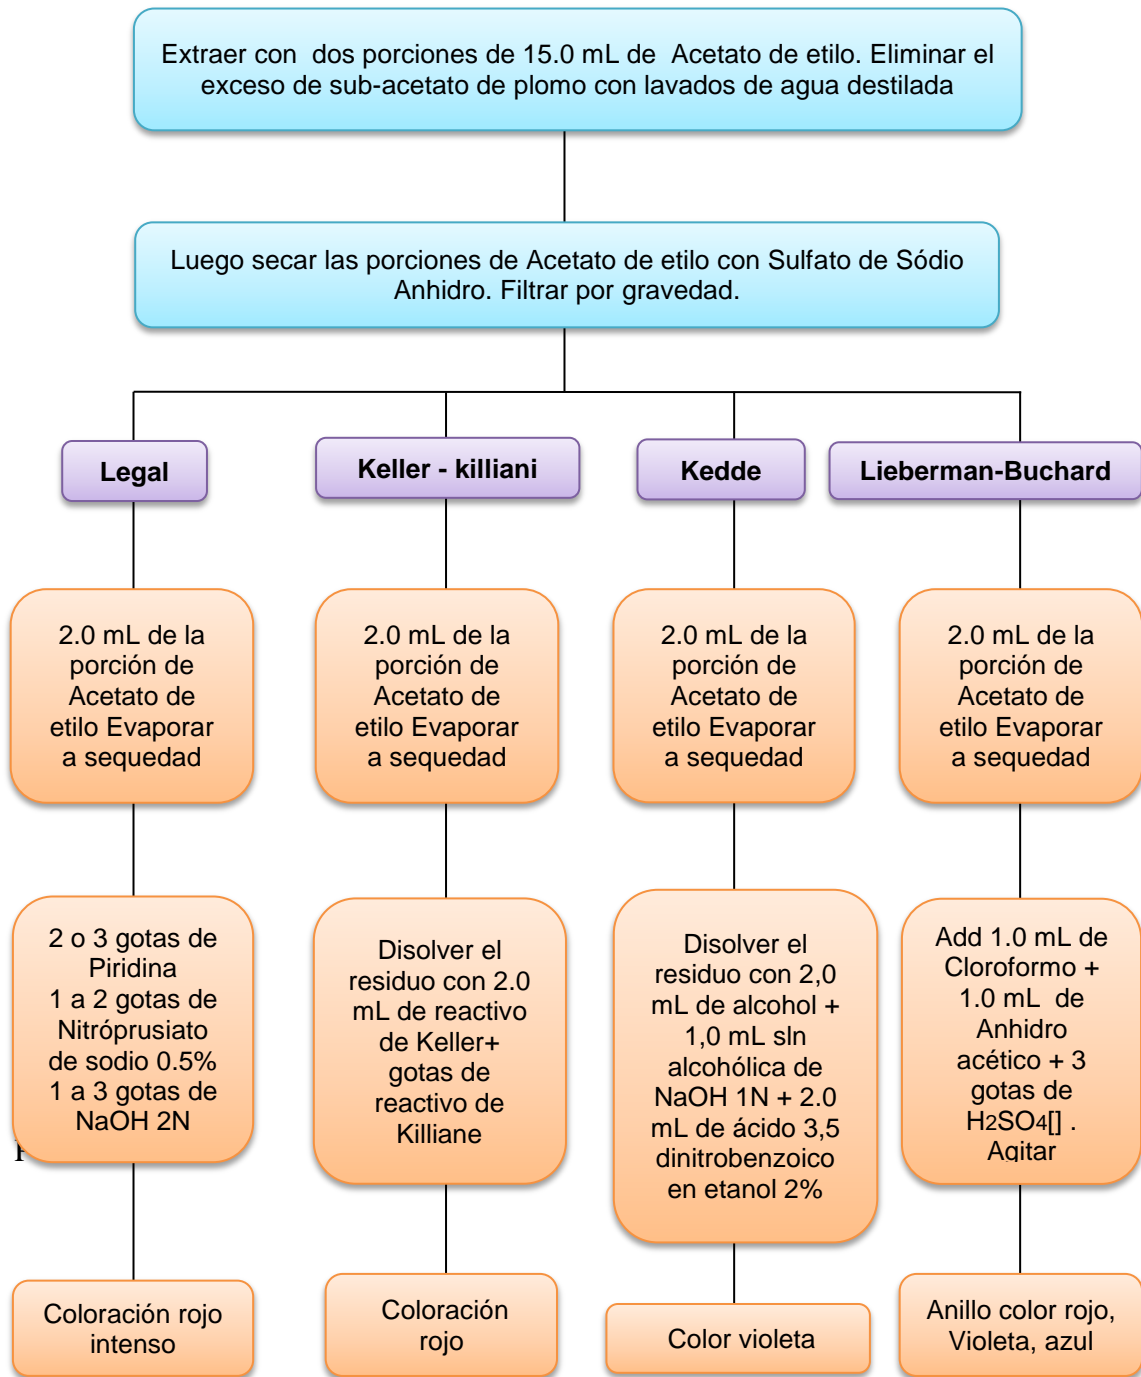 Extraer con dos porciones de 15.0 mL de Acetato de etilo. Eliminar el
exceso de sub-acetato de plomo con lavados de agua destilada
Luego secar las porciones de Acetato de etilo con Sulfato de Sódio
Anhidro. Filtrar por gravedad.
Legal
Keller - killiani
Kedde
Lieberman-Buchard
2.0 mL de la
porción de
Acetato de
etilo Evaporar
a sequedad
2.0 mL de la
porción de
Acetato de
etilo Evaporar
a sequedad
2.0 mL de la
porción de
Acetato de
etilo Evaporar
a sequedad
2.0 mL de la
porción de
Acetato de
etilo Evaporar
a sequedad
2 o 3 gotas de
Piridina
1 a 2 gotas de
Nitróprusiato
de sodio 0.5%
1 a 3 gotas de
NaOH 2N
Disolver el
residuo con 2.0
mL de reactivo
de Keller+
gotas de
reactivo de
Killiane
Disolver el
residuo con 2,0
mL de alcohol +
1,0 mL sln
alcohólica de
NaOH 1N + 2.0
mL de ácido 3,5
dinitrobenzoico
en etanol 2%
Add 1.0 mL de
Cloroformo +
1.0 mL de
Anhidro
acético + 3
gotas de
H2SO4[] .
Agitar
Coloración rojo
intenso
Coloración
rojo
Color violeta
Anillo color rojo,
Violeta, azul